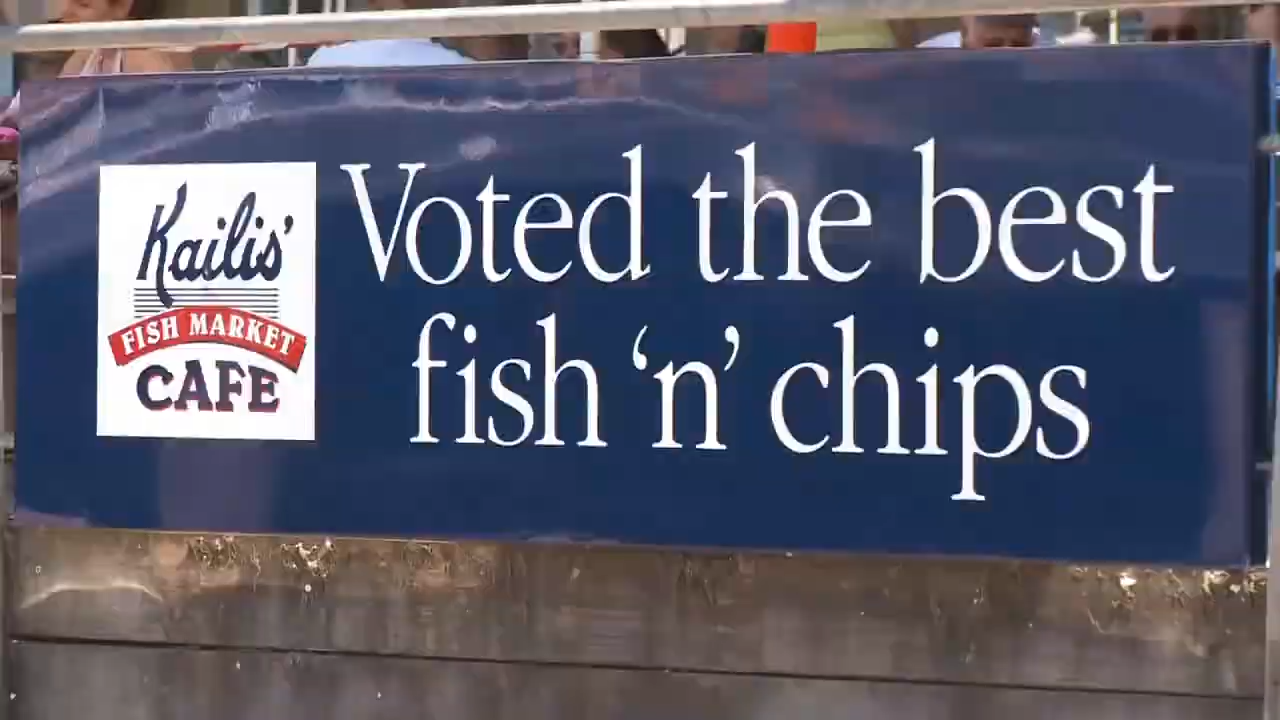 Kailis'
FISH MARKET
CAFE
Voted the best
fish ‘n’ chips